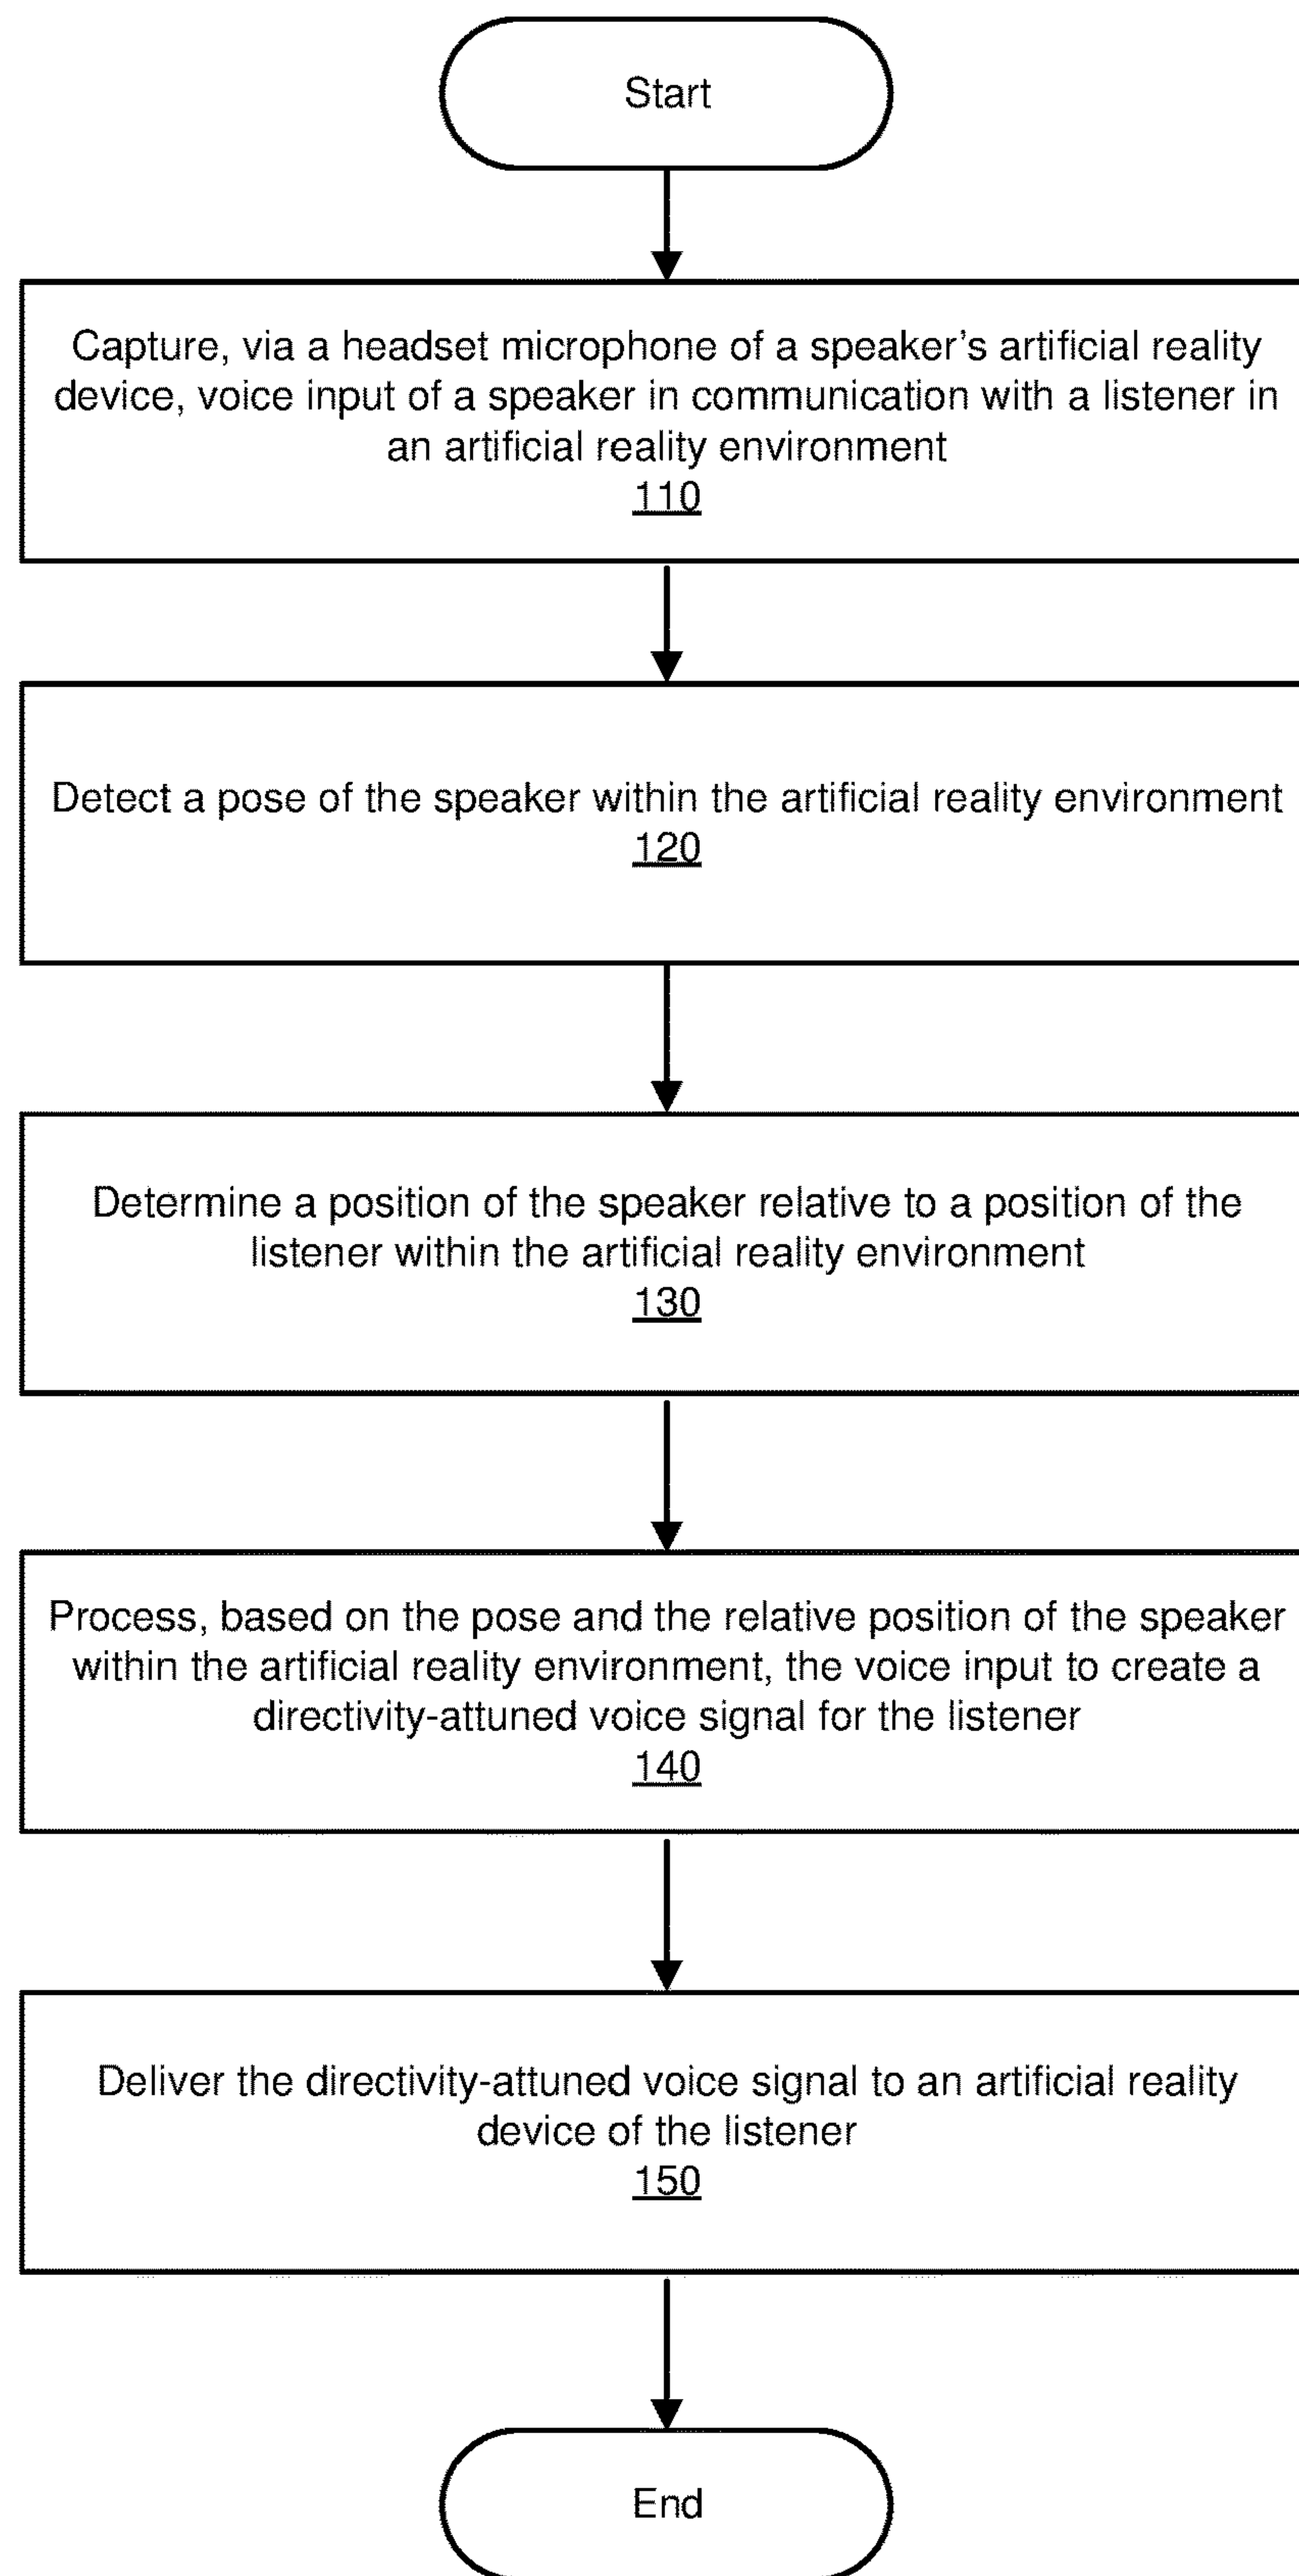 Start
Capture, via a headset microphone of a speaker's artificial reality
device, voice input of a speaker in communication with a listener in
an artificial reality environment
110
Detect a pose of the speaker within the artificial reality environment
120
Determine a position of the speaker relative to a position of the
listener within the artificial reality environment
130
Process, based on the pose and the relative position of the speaker
within the artificial reality environment, the voice input to create a
directivity-attuned voice signal for the listener
140
Deliver the directivity-attuned voice signal to an artificial reality
device of the listener
150
End